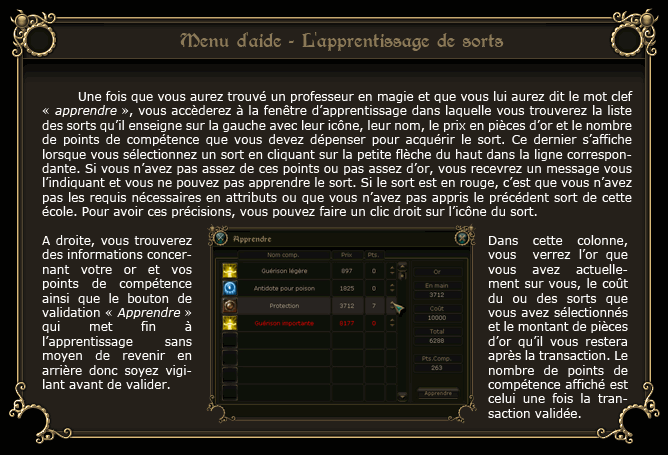 Menu d'aide - L'apprentissage de sorts
Une fois que vous aurez trouvé un professeur en magie et que vous lui aurez dit le mot clef
« apprendre », vous accèderez à la fenêtre d'apprentissage dans laquelle vous trouverez la liste
des sorts qu'il enseigne sur la gauche avec leur icône, leur nom, le prix en pièces d'or et le nombre
de points de compétence que vous devez dépenser pour acquérir le sort. Ce dernier s'affiche
lorsque vous sélectionnez un sort en cliquant sur la petite flèche du haut dans la ligne correspon-
dante. Si vous n'avez pas assez de ces points ou pas assez d'or, vous recevrez un message vous
l'indiquant et vous ne pouvez pas apprendre le sort. Si le sort est en rouge, c'est que vous n'avez
pas les requis nécessaires en attributs ou que vous n'avez pas appris le précédent sort de cette
école. Pour avoir ces précisions, vous pouvez faire un clic droit sur l'icône du sort.
A droite, vous trouverez
des informations concer-
nant votre or et vos
points de compétence
ainsi que le bouton de
validation « Apprendre »
qui met fin à
l'apprentissage sans
moyen de revenir en
arrière donc soyez vigi-
lant avant de valider.
Apprendre
Nom comp. Prix Pts.
Guérison légère 897 0
Antidote pour poison 1825 0
Protection 3712 7
Guérison importante 6177 0
Or
En main
3712
Coût
10000
Total
6298
Pts.Comp.
263
Apprendre
Dans cette colonne,
vous verrez l'or que
vous avez actuelle-
ment sur vous, le coût
du ou des sorts que
vous avez sélectionnés
et le montant de pièces
d'or qu'il vous restera
après la transaction. Le
nombre de points de
compétence affiché est
celui une fois la tran-
saction validée.